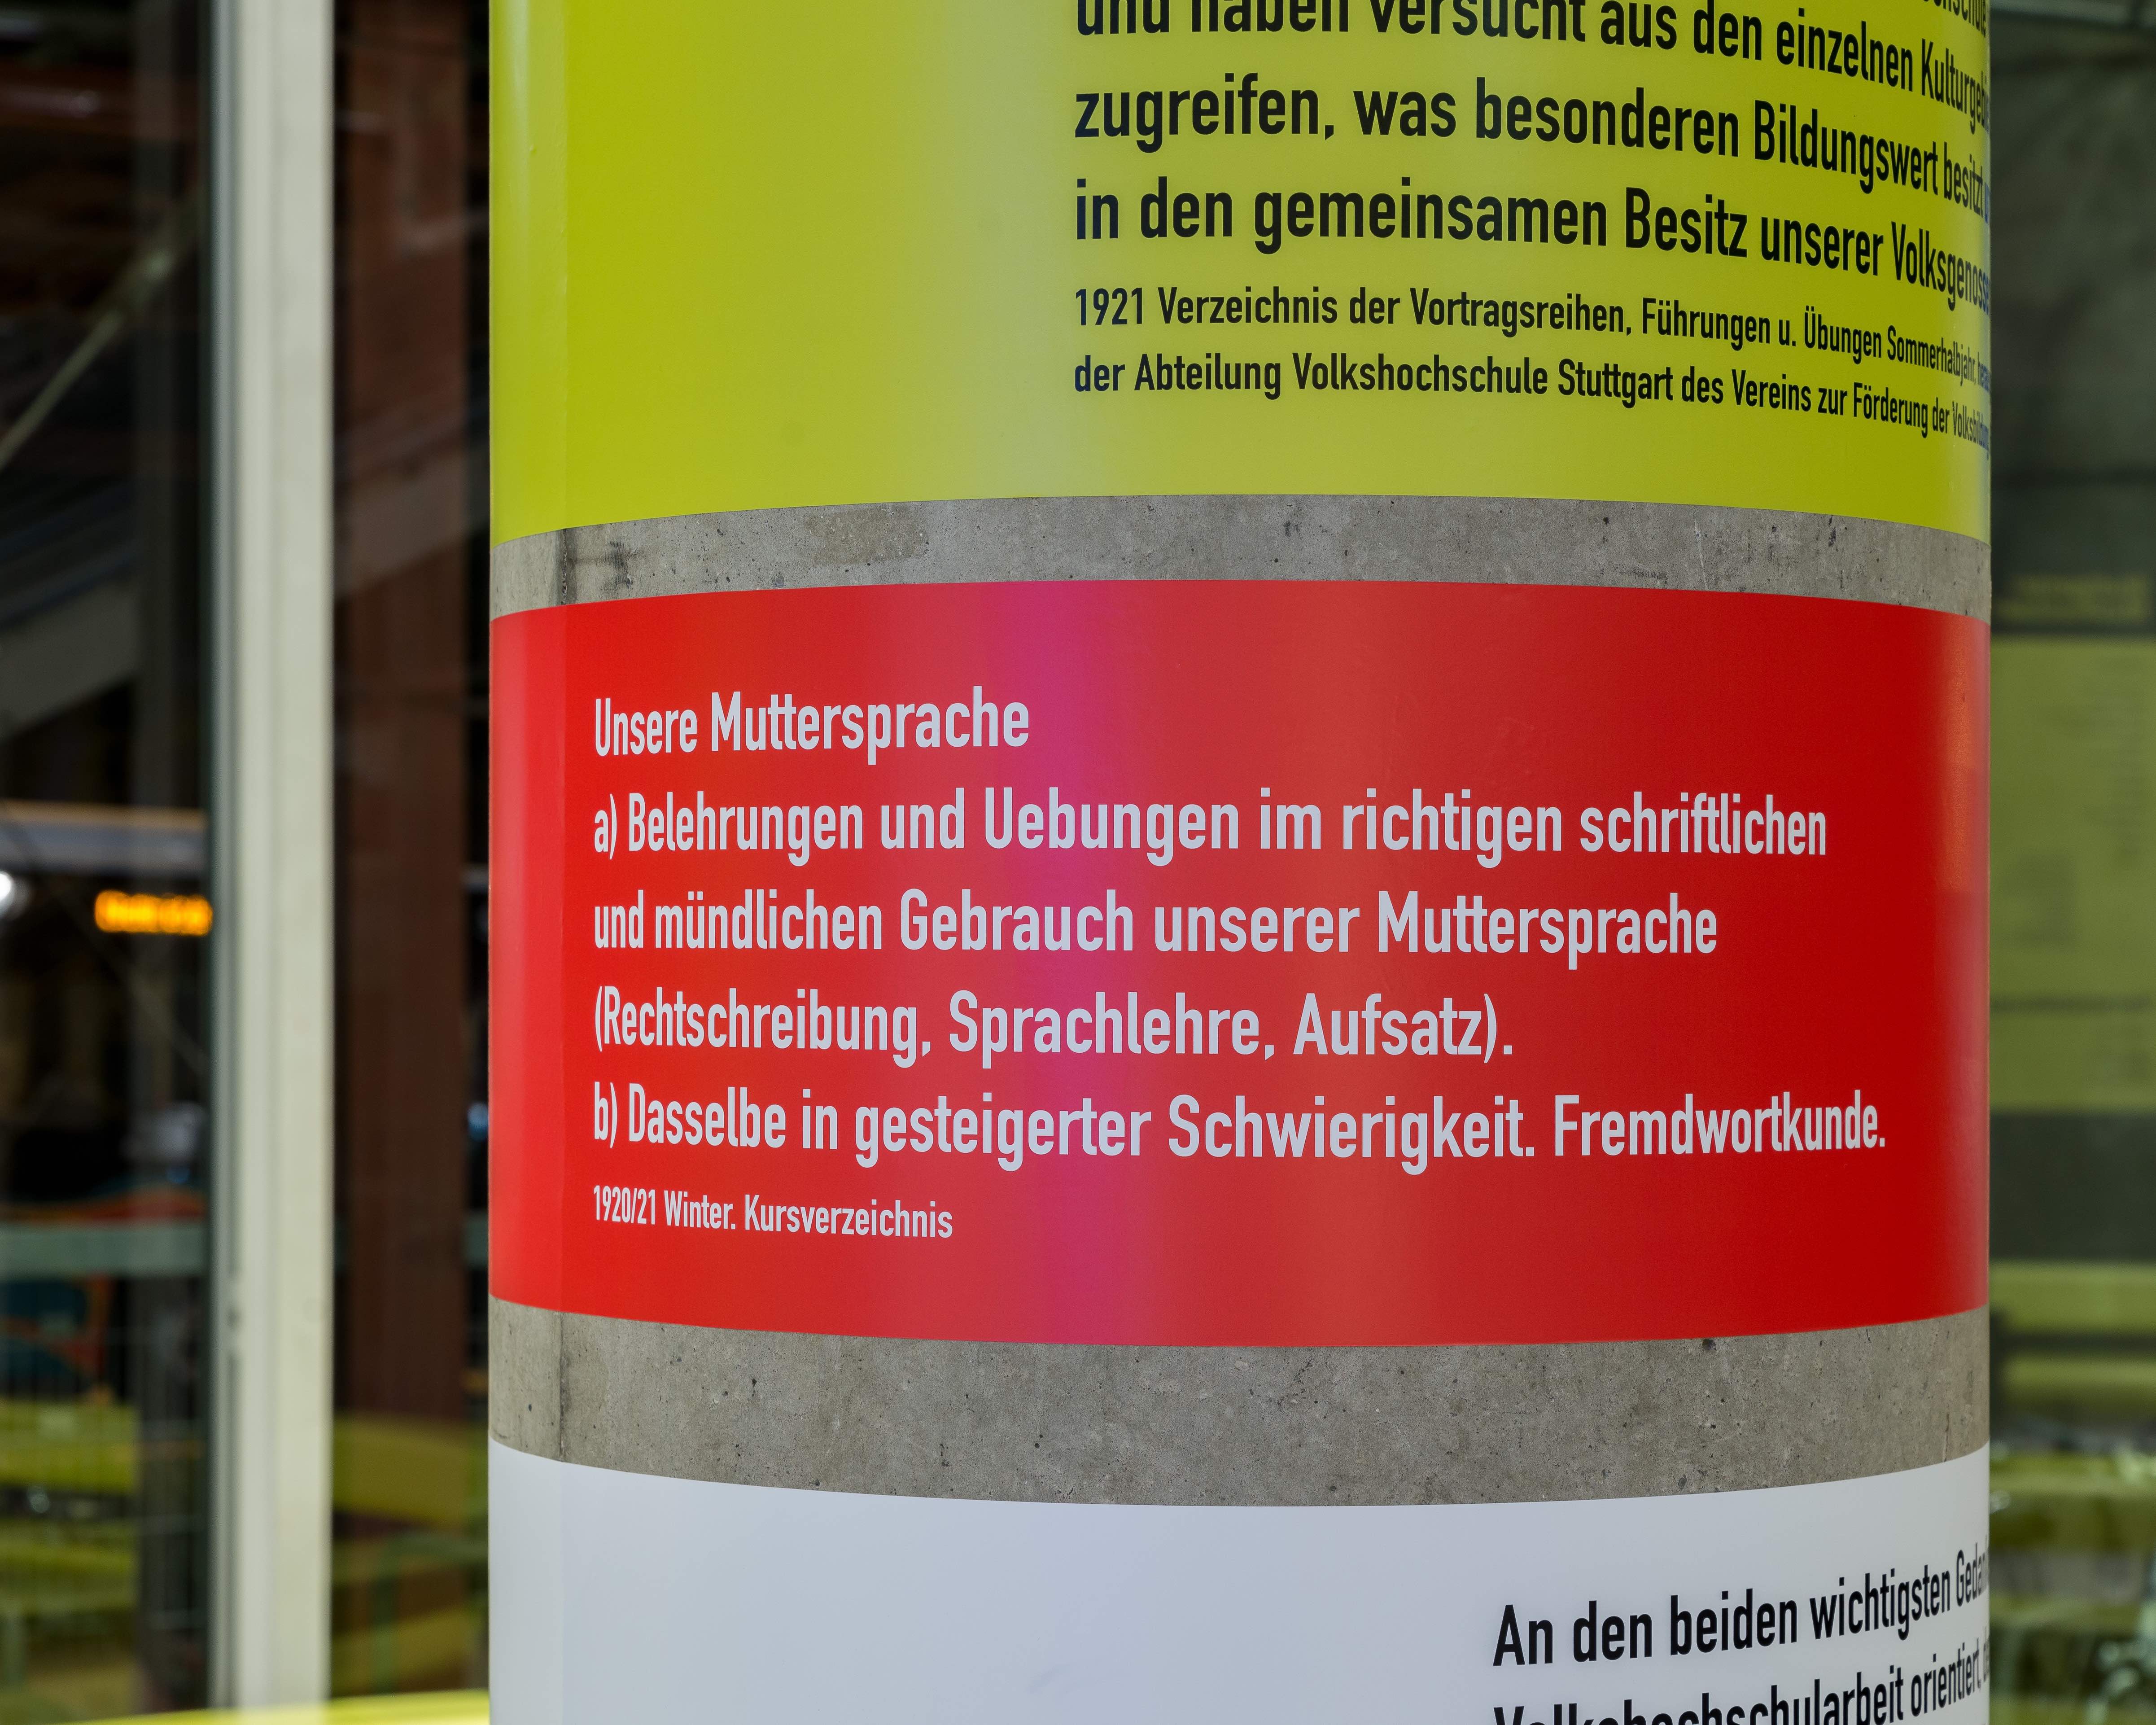 und haben versucht aus den einzelnen
zugreifen, was besonderen Bildungswert besitzt
in den gemeinsamen Besitz unserer
1921 Verzeichnis der Vortragsreihen, Führungen u. Übungen Sommerhalbjahr,
der Abteilung Volkshochschule Stuttgart des Vereins zur Förderung der
Unsere Muttersprache
a) Belehrungen und Uebungen im richtigen schriftlichen
und mündlichen Gebrauch unserer Muttersprache
(Rechtschreibung, Sprachlehre, Aufsatz).
b) Dasselbe in gesteigerter Schwierigkeit. Fremdwortkunde.
1920/21 Winter. Kursverzeichnis
An den beiden wichtigsten
Volkshochschularbeit orientiert,